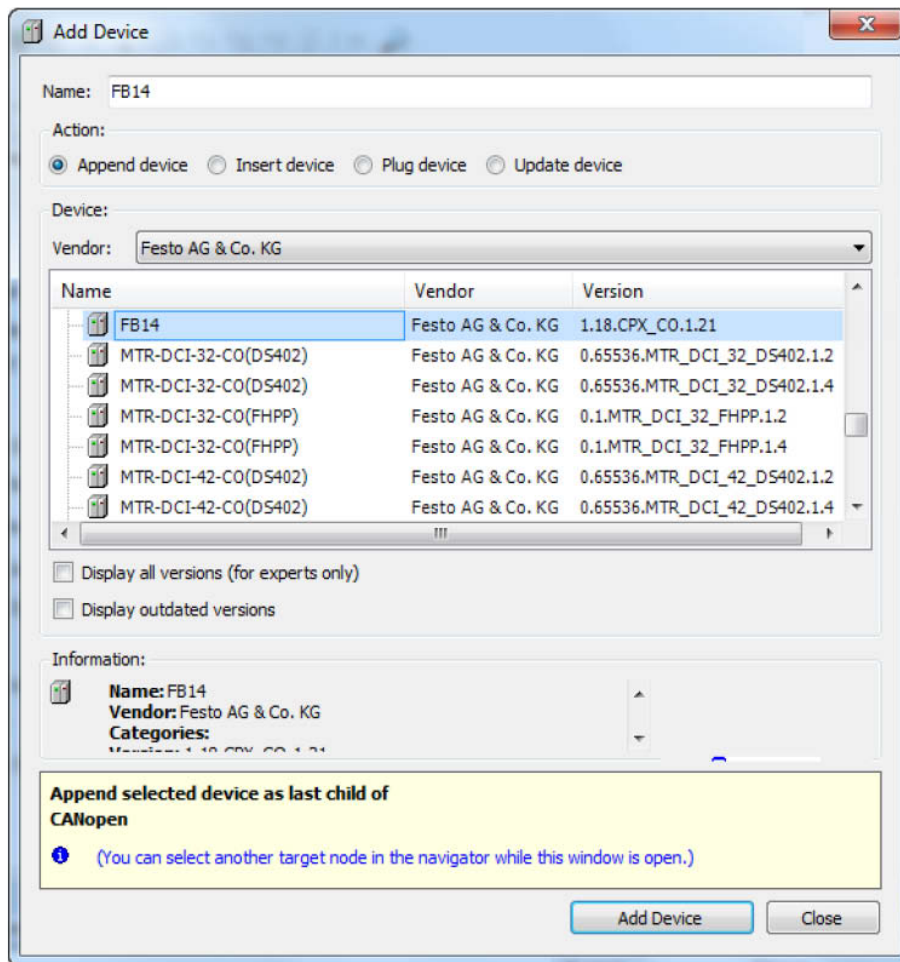 Add Device
Name: FB14
Action:
Append device Insert device Plug device Update device
Device:
Vendor: Festo AG & Co. KG
Name Vendor Version
FB14 Festo AG & Co. KG 1.18.CPX_CO.1.21
MTR-DCI-32-CO(DS402) Festo AG & Co. KG 0.65536.MTR_DCI_32_DS402.1.2
MTR-DCI-32-CO(DS402) Festo AG & Co. KG 0.65536.MTR_DCI_32_DS402.1.4
MTR-DCI-32-CO(FHPP) Festo AG & Co. KG 0.1.MTR_DCI_32_FHPP.1.2
MTR-DCI-32-CO(FHPP) Festo AG & Co. KG 0.1.MTR_DCI_32_FHPP.1.4
MTR-DCI-42-CO(DS402) Festo AG & Co. KG 0.65536.MTR_DCI_42_DS402.1.2
MTR-DCI-42-CO(DS402) Festo AG & Co. KG 0.65536.MTR_DCI_42_DS402.1.4
Display all versions (for experts only)
Display outdated versions
Information:
Name: FB14
Vendor: Festo AG & Co. KG
Categories:
Version: 1.18.CPX_CO.1.21
Append selected device as last child of
CANopen
(You can select another target node in the navigator while this window is open.)
Add Device Close